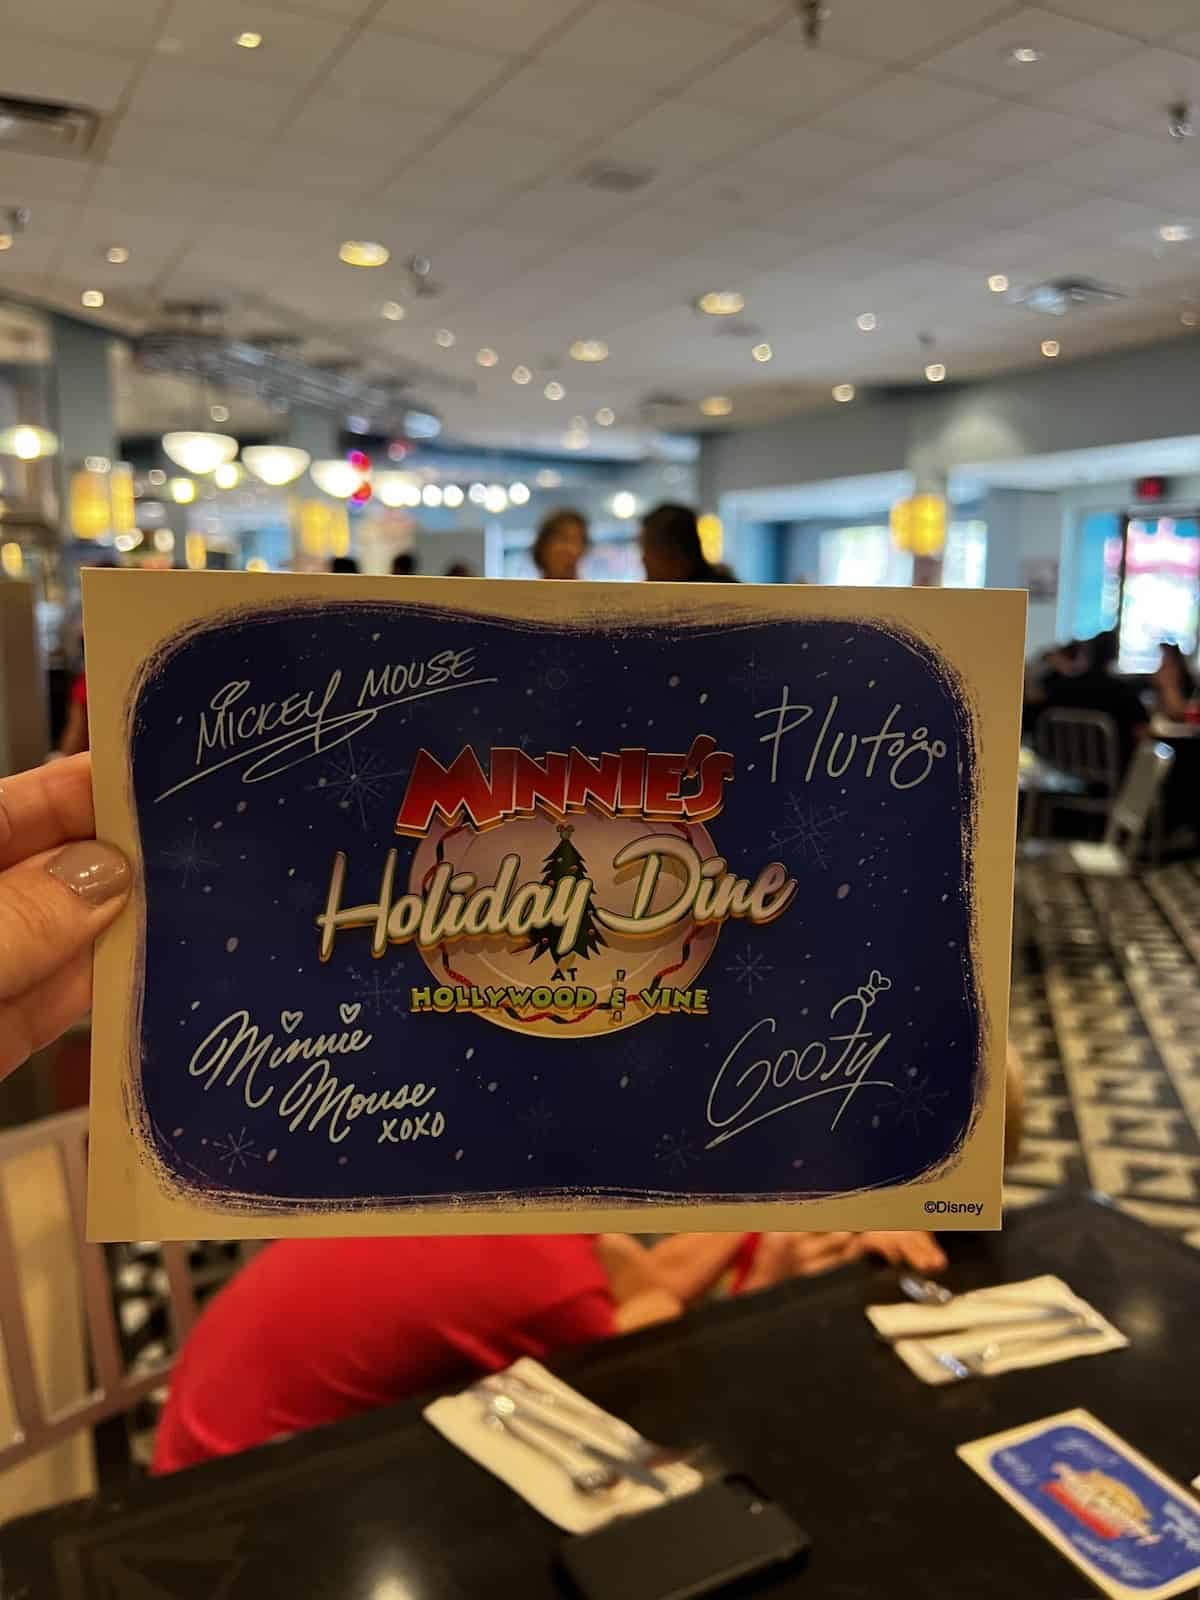 MICKEY MOUSE
Pluto
MINNIE'S
Holiday Dine
AT
HOLLYWOOD & VINE
Minnie
Mouse
XOXO
GOOFY
©Disney